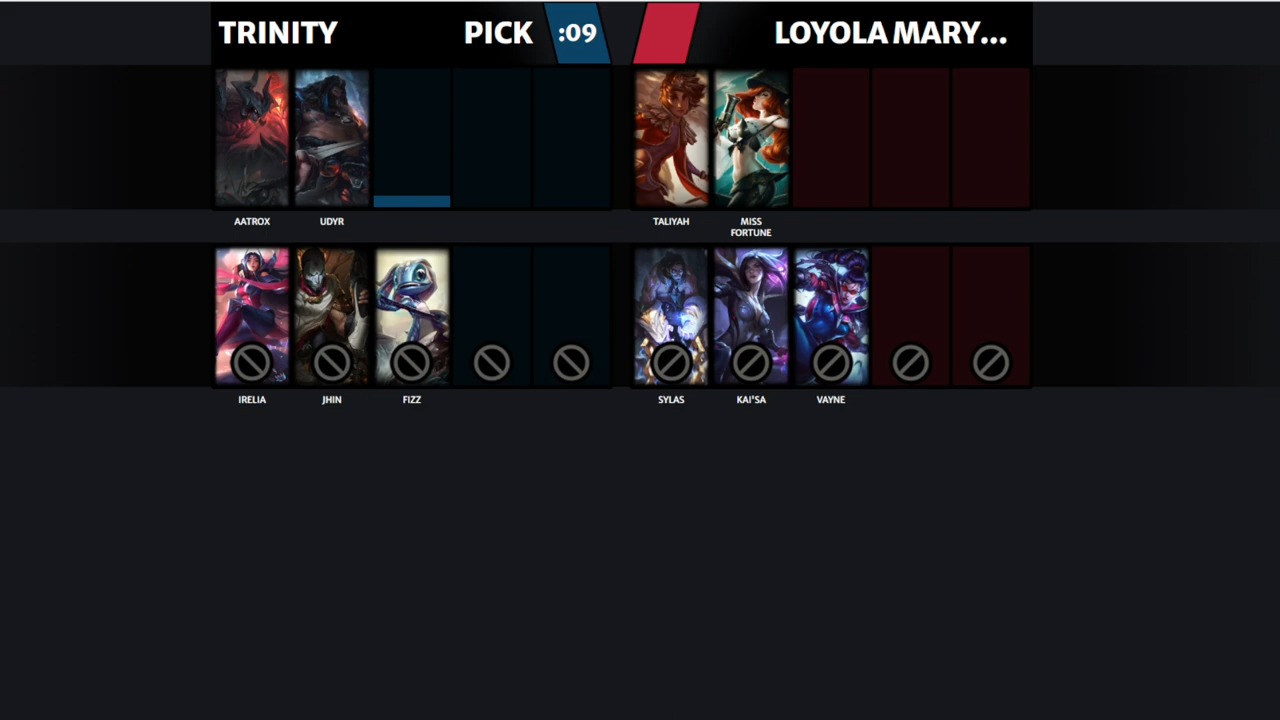 TRINITY PICK :09 LOYOLA MARY...
AATROX UDYR TALIYAH MISS
FORTUNE
IRELIA JHIN FIZZ SYLAS KAI'SA VAYNE